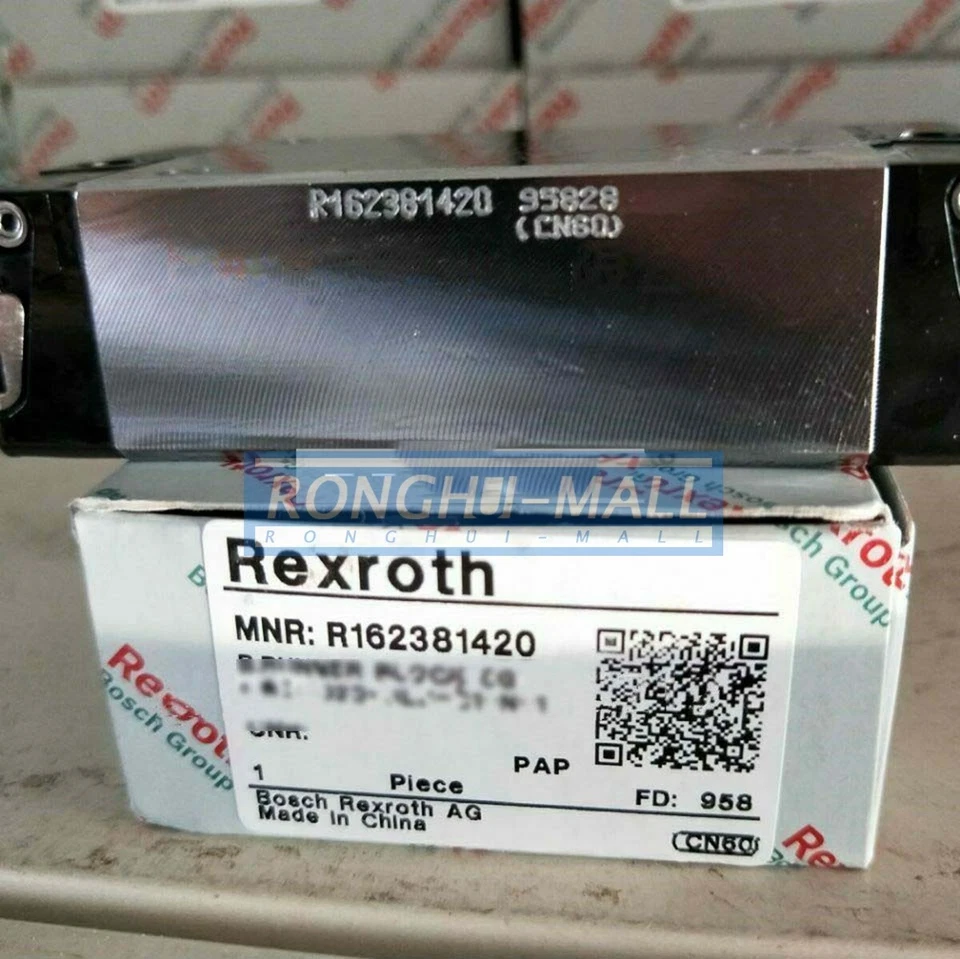 R162381420 95828
(CN60)
RONGHUI-MALL
RONGHUI-MALL
Rexroth
MNR: R162381420
1 Piece PAP
FD: 958
Bosch Rexroth AG
Made in China
CN60
Rexroth
Bosch Group
Bosch Group